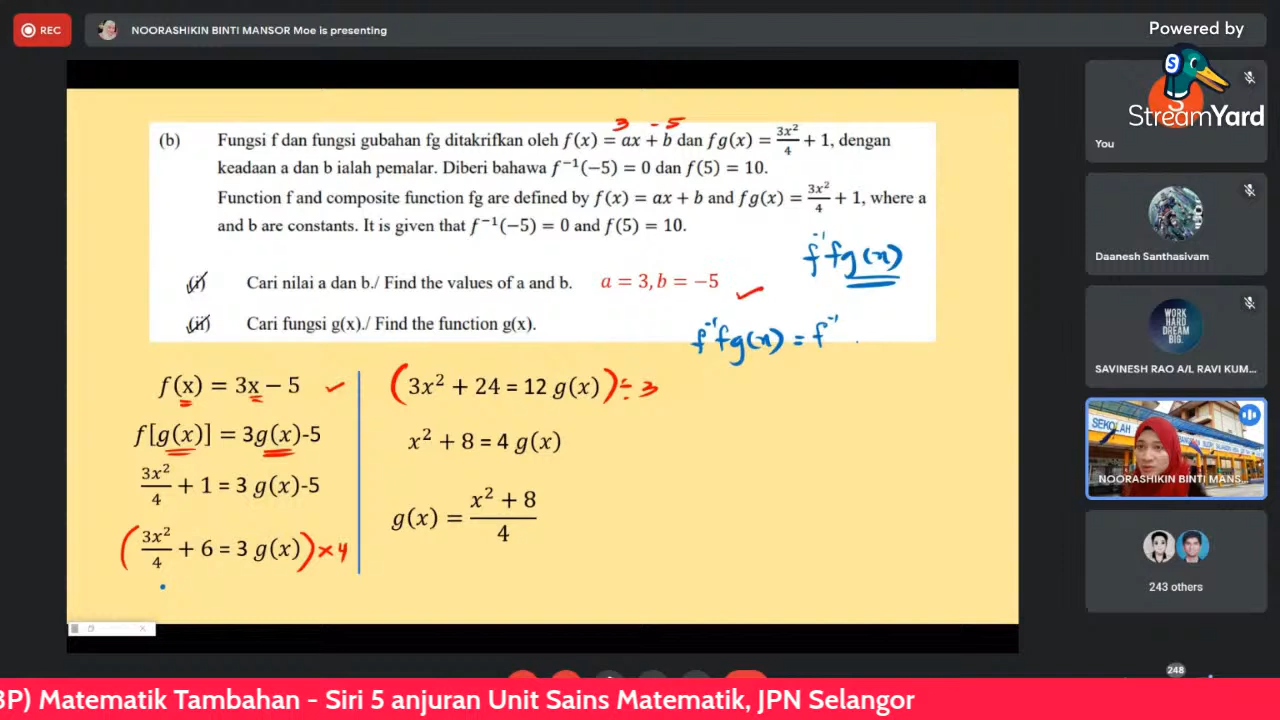 REC
NOORASHIKIN BINTI MANSOR Moe is presenting
Powered by
StreamYard
(b) Fungsi f dan fungsi gubahan fg ditakrifkan oleh f(x) = ax + b dan fg(x) = 3x²/4 + 1, dengan
3 - 5
keadaan a dan b ialah pemalar. Diberi bahawa f⁻¹(−5) = 0 dan f(5) = 10.
Function f and composite function fg are defined by f(x) = ax + b and fg(x) = 3x²/4 + 1, where a
and b are constants. It is given that f⁻¹(−5) = 0 and f(5) = 10.
f⁻¹fg(x)
(i) Cari nilai a dan b./ Find the values of a and b. a = 3, b = −5
(ii) Cari fungsi g(x)./ Find the function g(x).
f⁻¹fg(x) = f⁻¹
f(x) = 3x − 5
f[g(x)] = 3g(x)-5
3x²/4 + 1 = 3 g(x)-5
(3x²/4 + 6 = 3 g(x)) × 4
(3x² + 24 = 12 g(x)) ÷ 3
x² + 8 = 4 g(x)
g(x) = x² + 8/4
You
Daanesh Santhasivam
WORK
HARD
DREAM
BIG.
SAVINESH RAO A/L RAVI KUM...
SEKOLAH
NOORASHIKIN BINTI MANS...
243 others
248
3P) Matematik Tambahan - Siri 5 anjuran Unit Sains Matematik, JPN Selangor